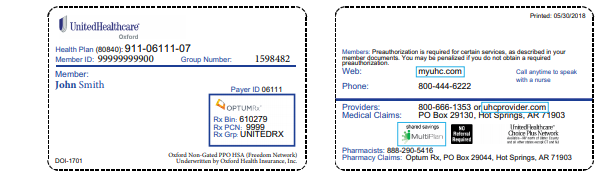 UnitedHealthcare
Oxford
Health Plan (80840): 911-06111-07
Member ID: 99999999900 Group Number: 1598482
Member:
John Smith
Payer ID 06111
OPTUMRx
Rx Bin: 610279
Rx PCN: 9999
Rx Grp: UNITEDRX
Oxford Non-Gated PPO HSA (Freedom Network)
DOI-1701 Underwritten by Oxford Health Insurance, Inc.
Printed: 05/30/2018
Members: Preauthorization is required for certain services, as described in your
member documents. You may be penalized if you do not obtain a required
preauthorization.
Web: myuhc.com Call anytime to speak
with a nurse
Phone: 800-444-6222
Providers: 800-666-1353 or uhcprovider.com
Medical Claims: PO Box 29130, Hot Springs, AR 71903
shared savings
MultiPlan
No
Referral
Required
UnitedHealthcare
Choice Plus Network
Pharmacists: 888-290-5416
Pharmacy Claims: Optum Rx, PO Box 29044, Hot Springs, AR 71903